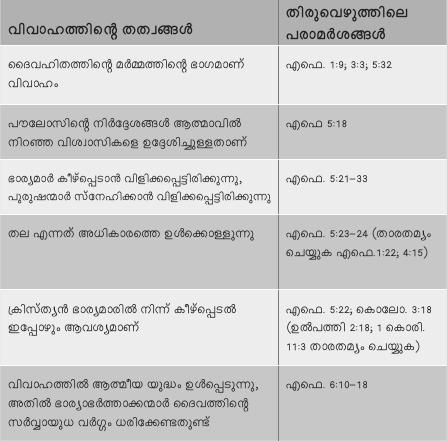 വിവാഹത്തിന്റെ തത്വങ്ങൾ
തിരുവെഴുത്തിലെ
പരാമർശങ്ങൾ
ദൈവഹിതത്തിന്റെ മർമ്മത്തിന്റെ ഭാഗമാണ്
വിവാഹം
എഫെ. 1:9; 3:3; 5:32
പൗലോസിന്റെ നിർദ്ദേശങ്ങൾ ആത്മാവിൽ
നിറഞ്ഞ വിശ്വാസികളെ ഉദ്ദേശിച്ചുള്ളതാണ്
എഫെ 5:18
ഭാര്യമാർ കീഴ്പ്പെടാൻ വിളിക്കപ്പെട്ടിരിക്കുന്നു,
പുരുഷന്മാർ സ്നേഹിക്കാൻ വിളിക്കപ്പെട്ടിരിക്കുന്നു
എഫെ. 5:21–33
തല എന്നത് അധികാരത്തെ ഉൾക്കൊള്ളുന്നു
എഫെ. 5:23–24 (താരതമ്യം
ചെയ്യുക എഫെ.1:22; 4:15)
ക്രിസ്ത്യൻ ഭാര്യമാരിൽ നിന്ന് കീഴ്പ്പെടൽ
ഇപ്പോഴും ആവശ്യമാണ്
എഫെ. 5:22; കൊലോ. 3:18
(ഉൽപത്തി 2:18; 1 കൊരി.
11:3 താരതമ്യം ചെയ്യുക)
വിവാഹത്തിൽ ആത്മീയ യുദ്ധം ഉൾപ്പെടുന്നു,
അതിൽ ഭാര്യാഭർത്താക്കന്മാർ ദൈവത്തിന്റെ
സർവ്വായുധ വർഗ്ഗം ധരിക്കേണ്ടതുണ്ട്
എഫെ. 6:10–18